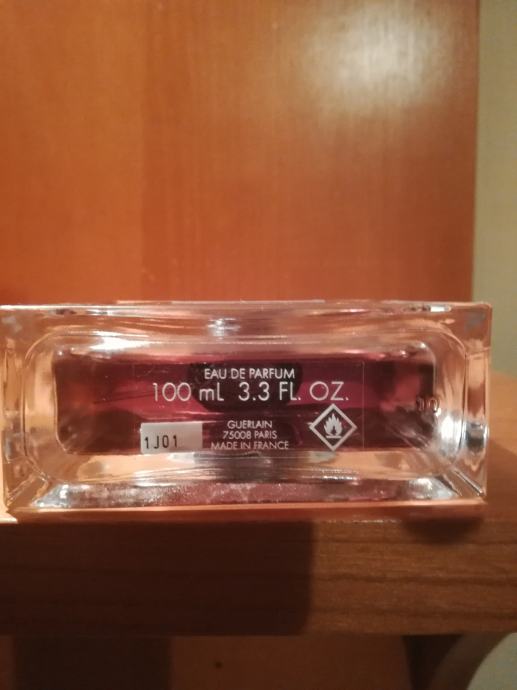 EAU DE PARFUM
100 mL 3.3 FL. OZ.
GUERLAIN
75008 PARIS
MADE IN FRANCE
1J01